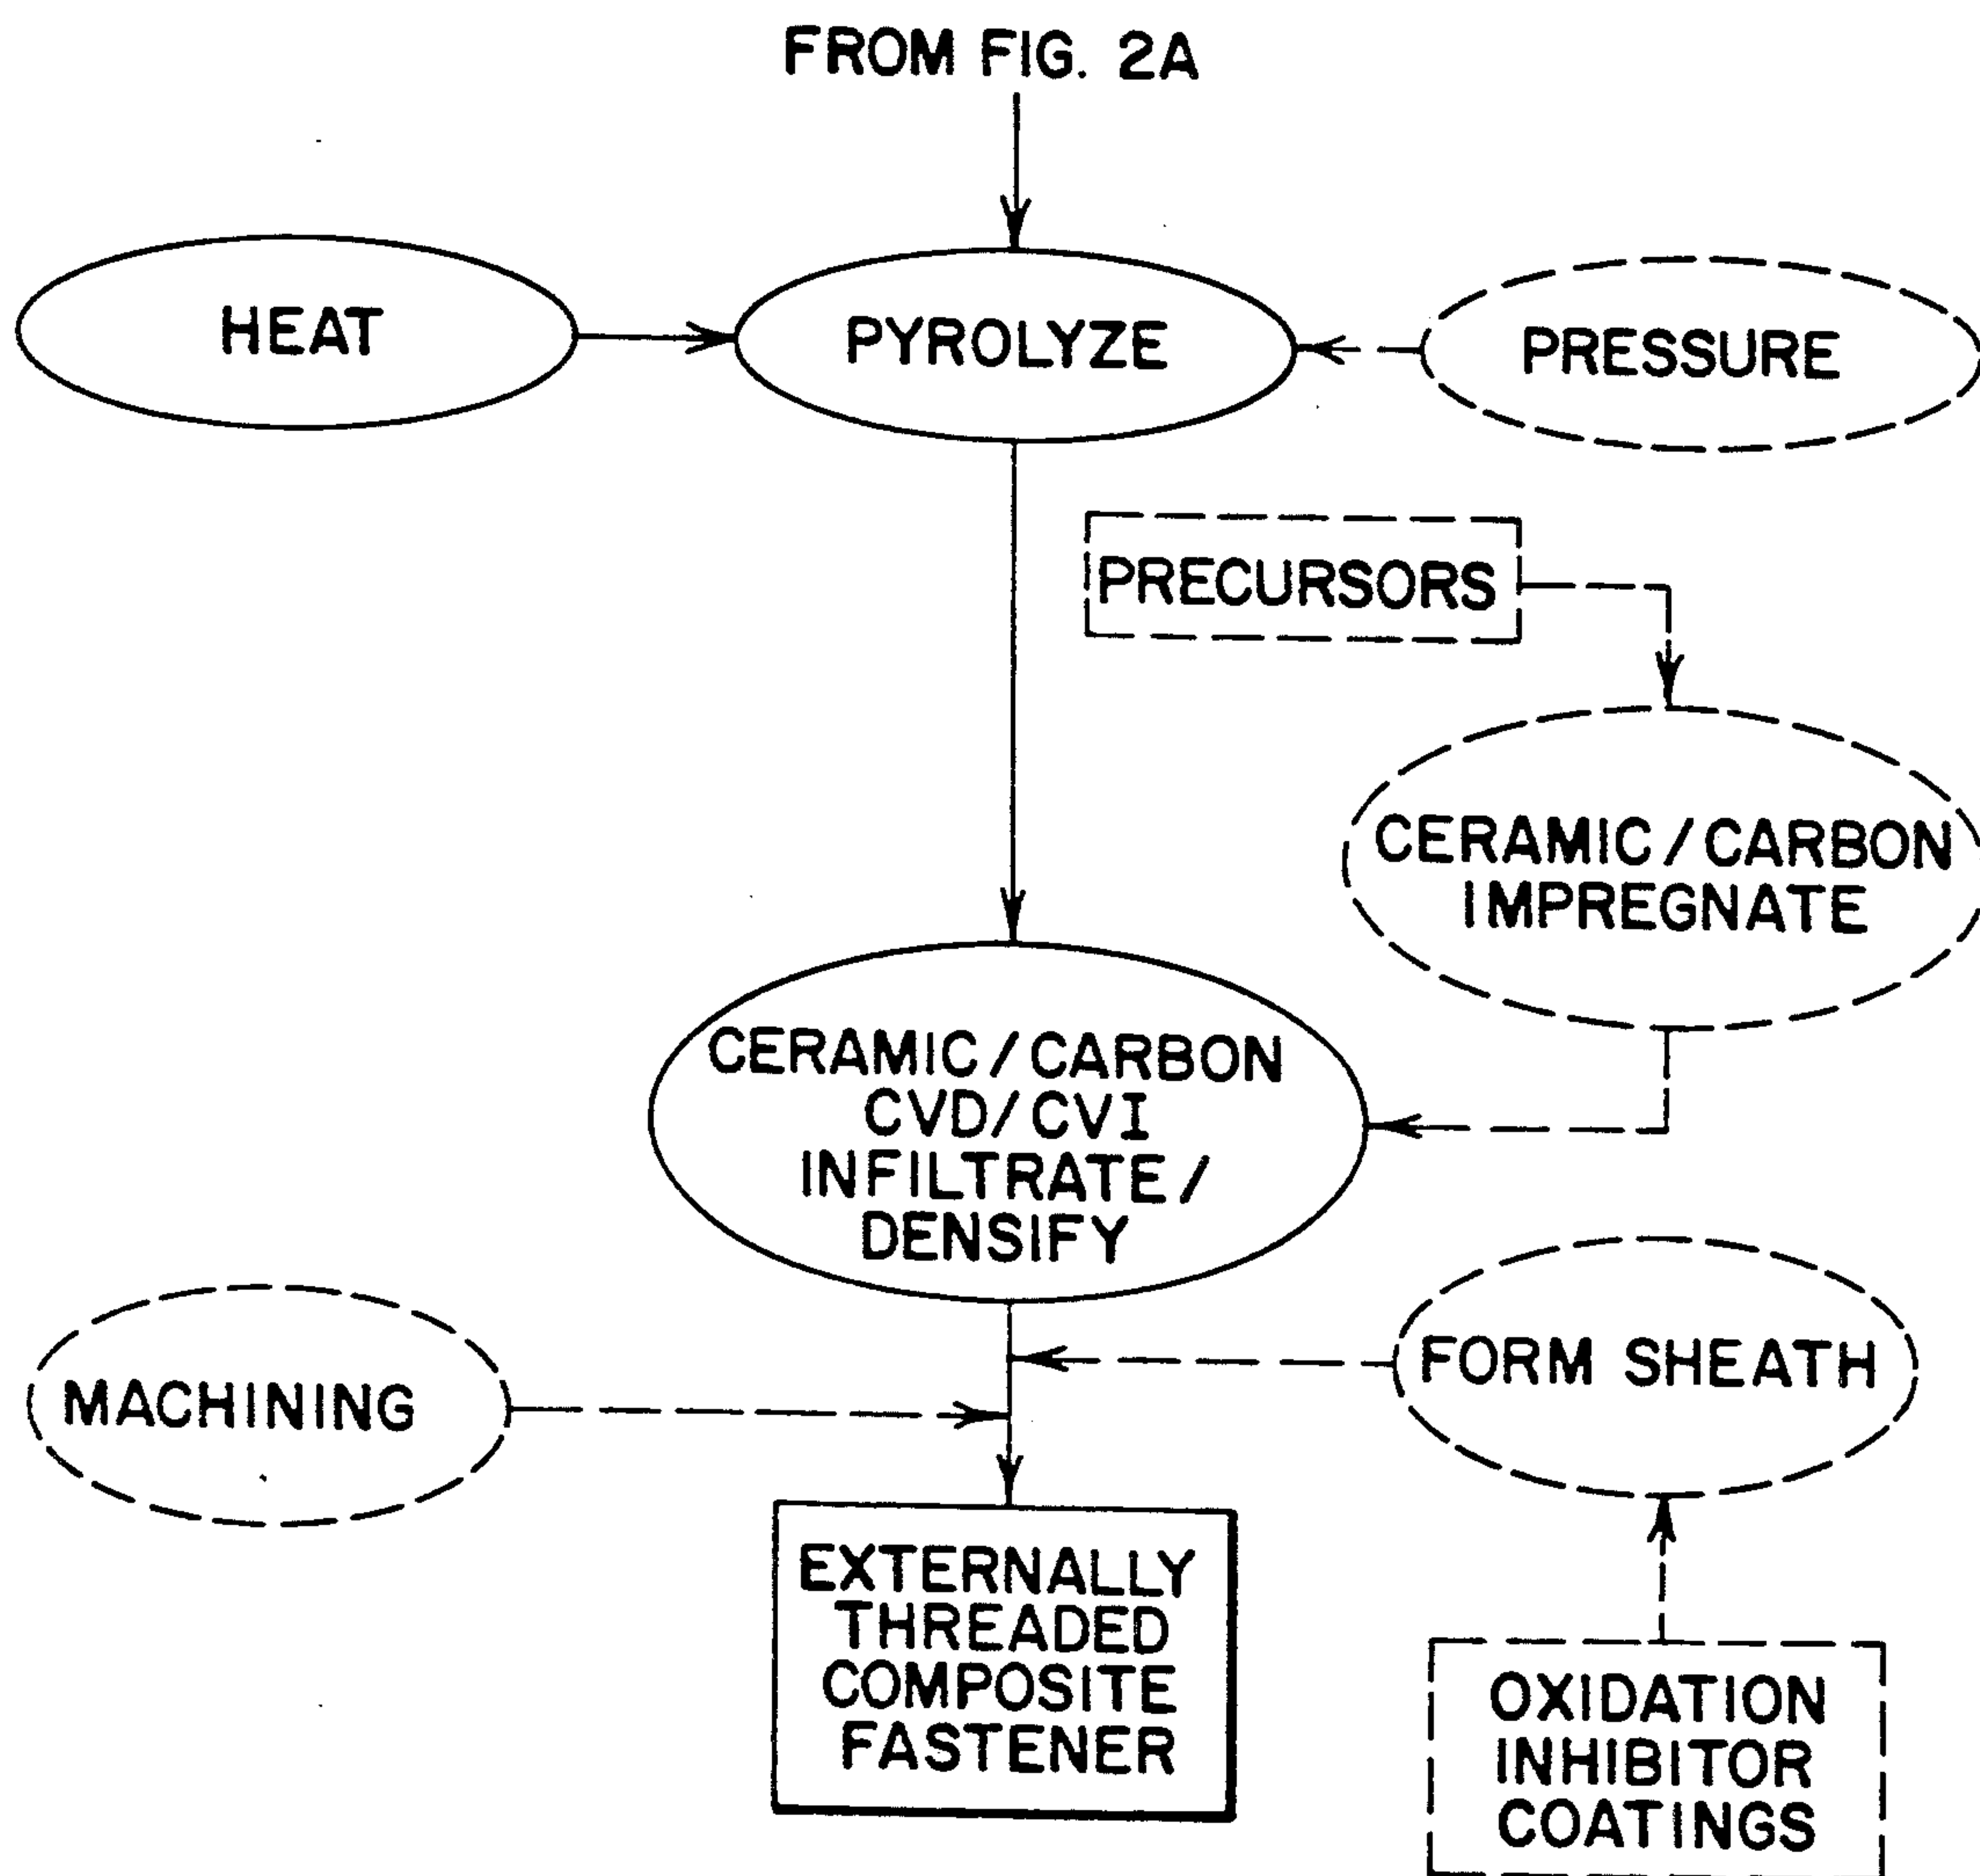 FROM FIG. 2A
HEAT
PYROLYZE
PRESSURE
PRECURSORS
CERAMIC/CARBON
IMPREGNATE
CERAMIC/CARBON
CVD/CVI
INFILTRATE/
DENSIFY
FORM SHEATH
MACHINING
EXTERNALLY
THREADED
COMPOSITE
FASTENER
OXIDATION
INHIBITOR
COATINGS